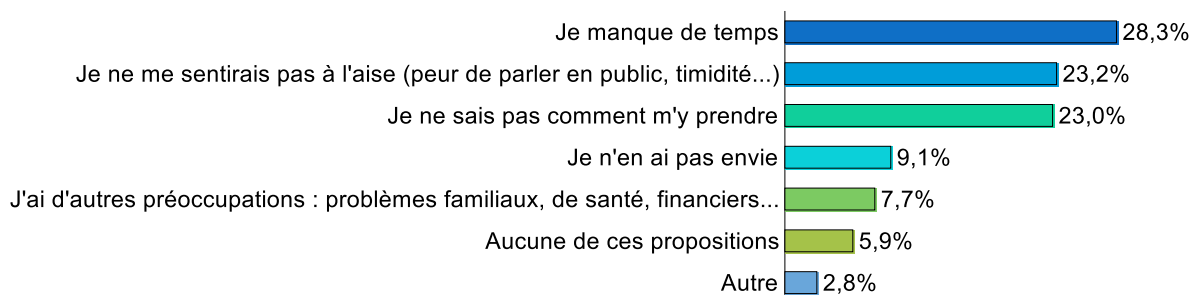 Je manque de temps 28,3%
Je ne me sentirais pas à l'aise (peur de parler en public, timidité...) 23,2%
Je ne sais pas comment m'y prendre 23,0%
Je n'en ai pas envie 9,1%
J'ai d'autres préoccupations : problèmes familiaux, de santé, financiers... 7,7%
Aucune de ces propositions 5,9%
Autre 2,8%